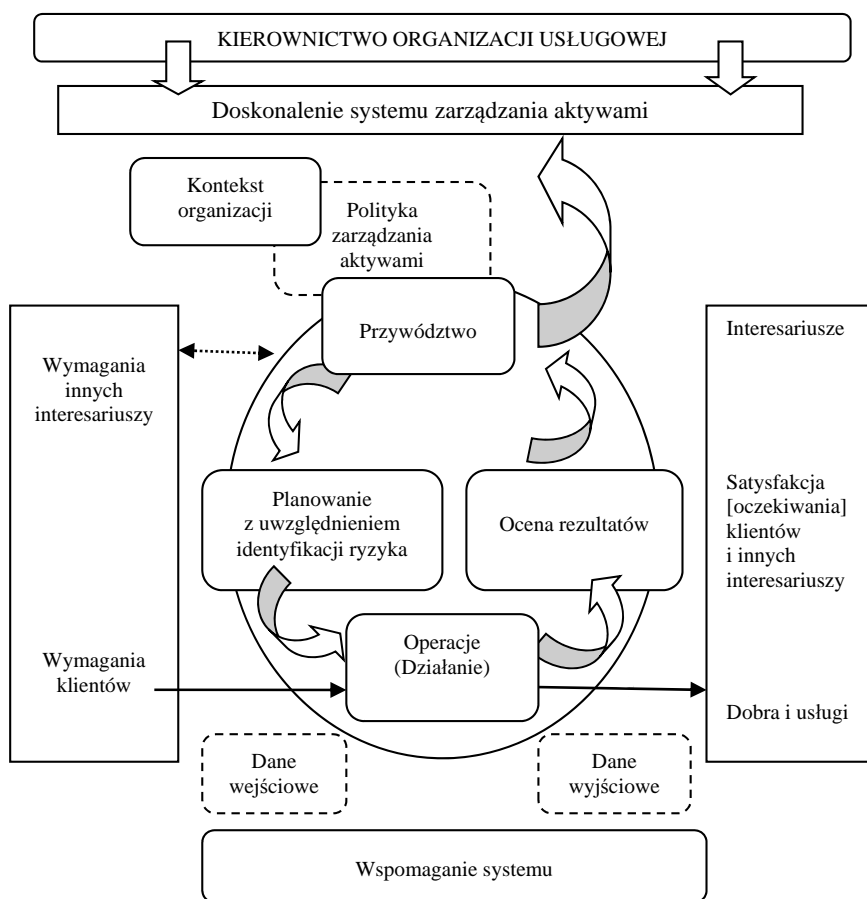 KIEROWNICTWO ORGANIZACJI USŁUGOWEJ
Doskonalenie systemu zarządzania aktywami
Kontekst
organizacji
Polityka
zarządzania
aktywami
Przywództwo
Wymagania
innych
interesariuszy
Interesariusze
Planowanie
z uwzględnieniem
identyfikacji ryzyka
Ocena rezultatów
Satysfakcja
[oczekiwania]
klientów
i innych
interesariuszy
Operacje
(Działanie)
Wymagania
klientów
Dobra i usługi
Dane
wejściowe
Dane
wyjściowe
Wspomaganie systemu